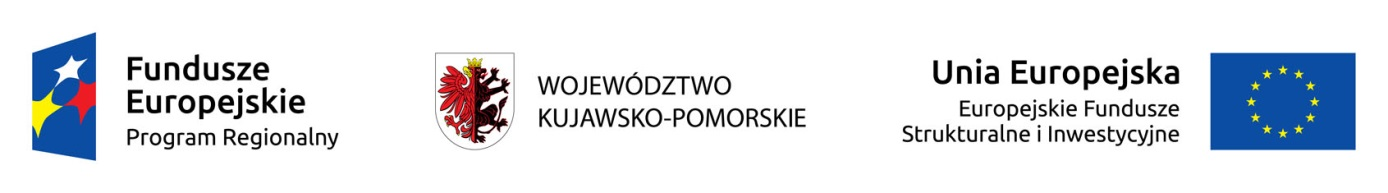 Fundusze
Europejskie
Program Regionalny
WOJEWÓDZTWO
KUJAWSKO-POMORSKIE
Unia Europejska
Europejskie Fundusze
Strukturalne i Inwestycyjne